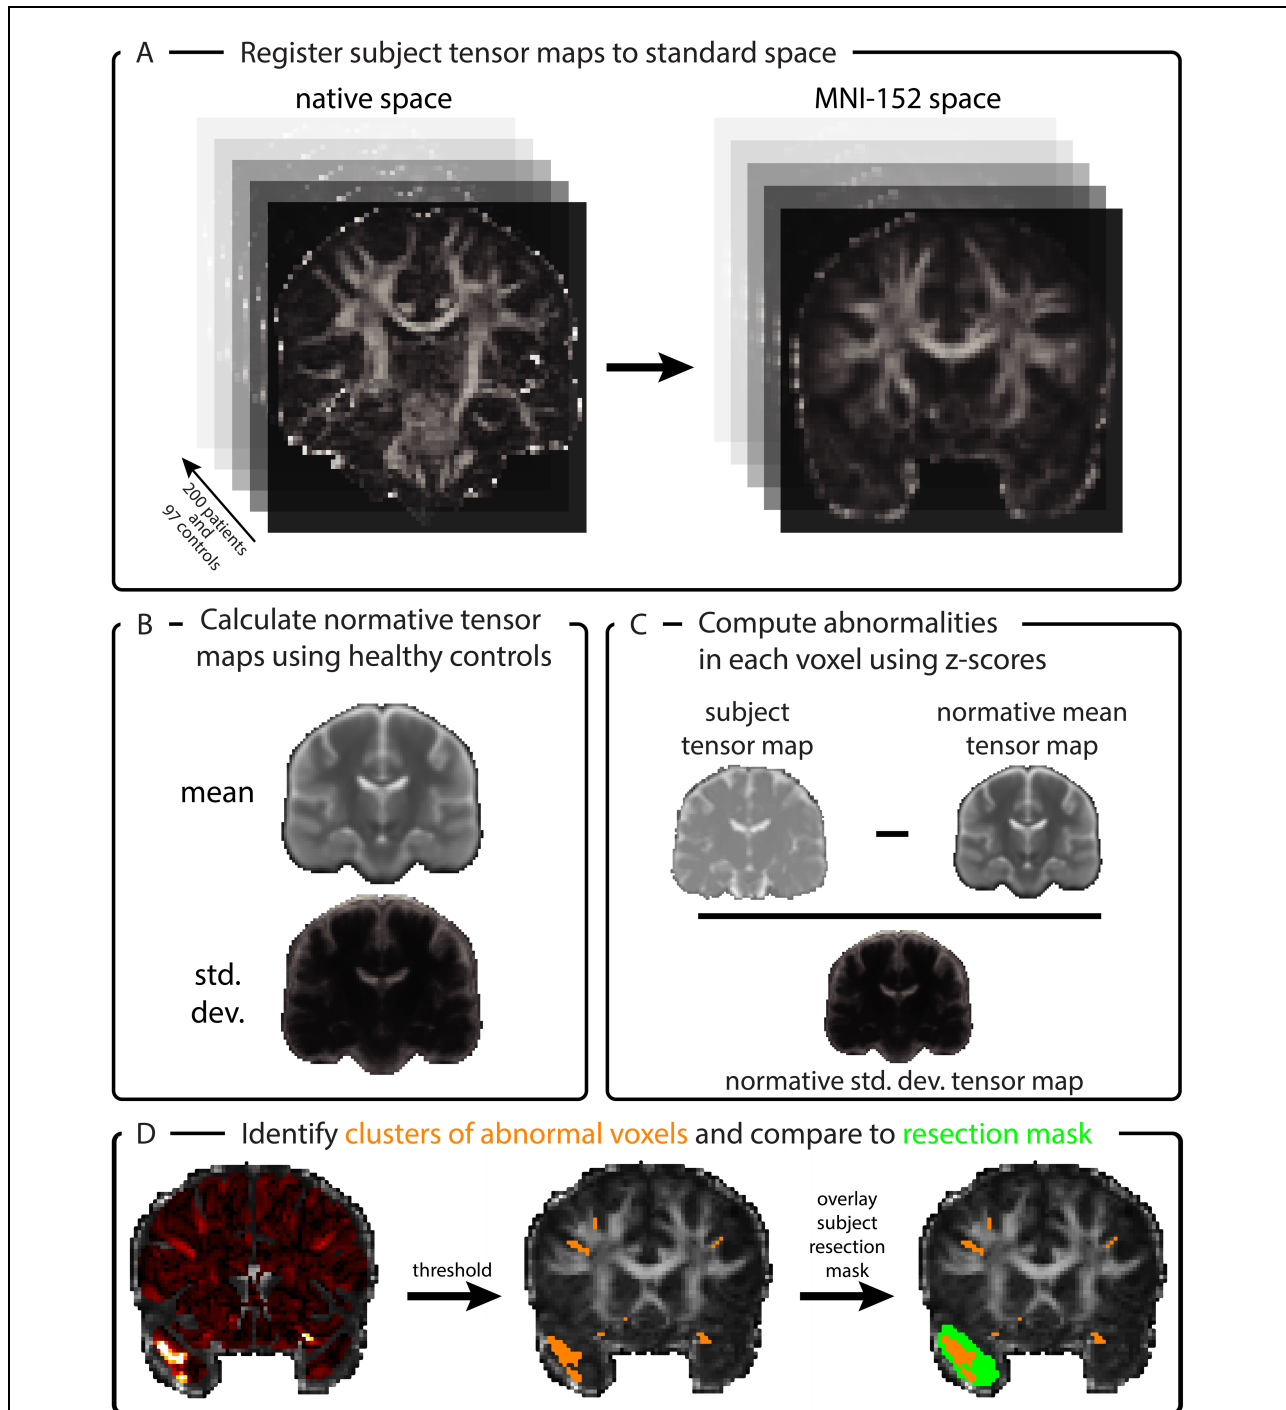 A Register subject tensor maps to standard space
native space
MNI-152 space
200 patients
and
97 controls
B Calculate normative tensor
maps using healthy controls
mean
std.
dev.
C Compute abnormalities
in each voxel using z-scores
subject
tensor map
normative mean
tensor map
normative std. dev. tensor map
D Identify clusters of abnormal voxels and compare to resection mask
threshold
overlay
subject
resection
mask